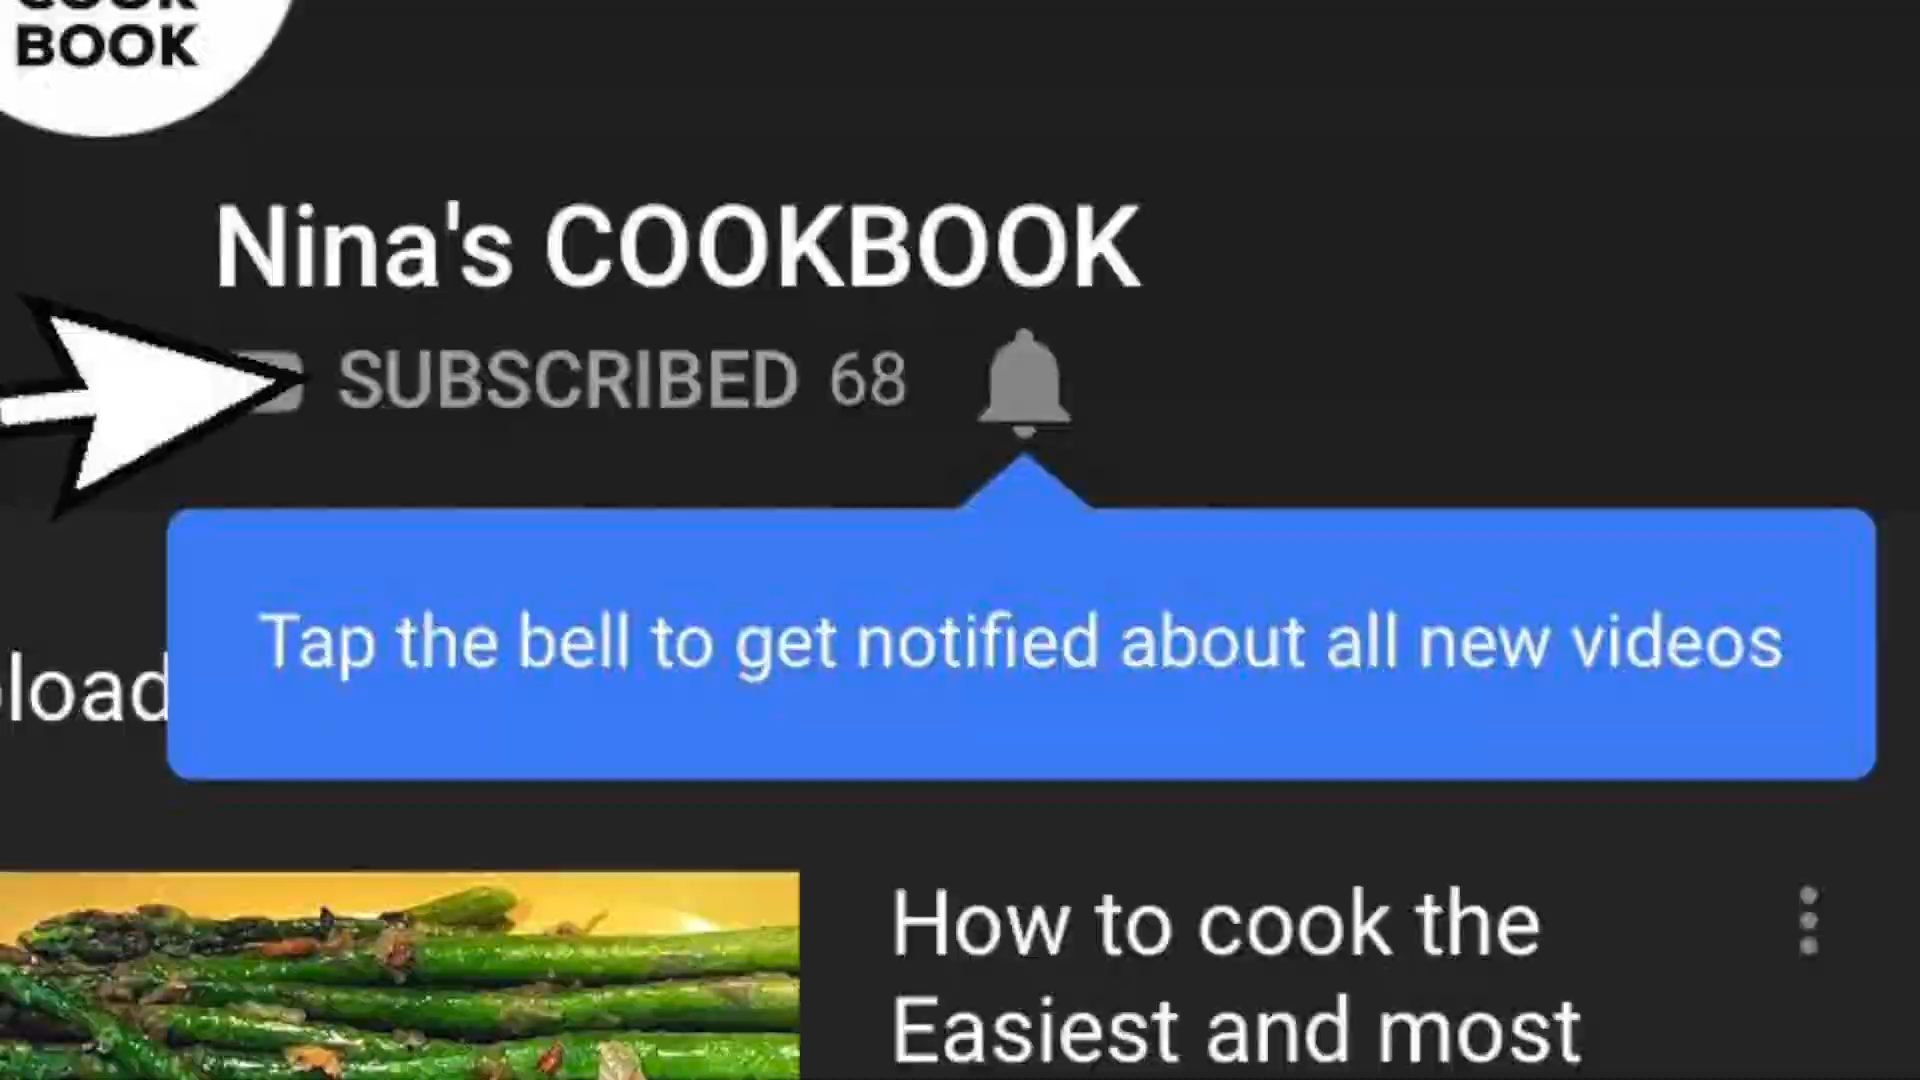 COOK
BOOK
Nina's COOKBOOK
SUBSCRIBED 68
Tap the bell to get notified about all new videos
load
How to cook the
Easiest and most